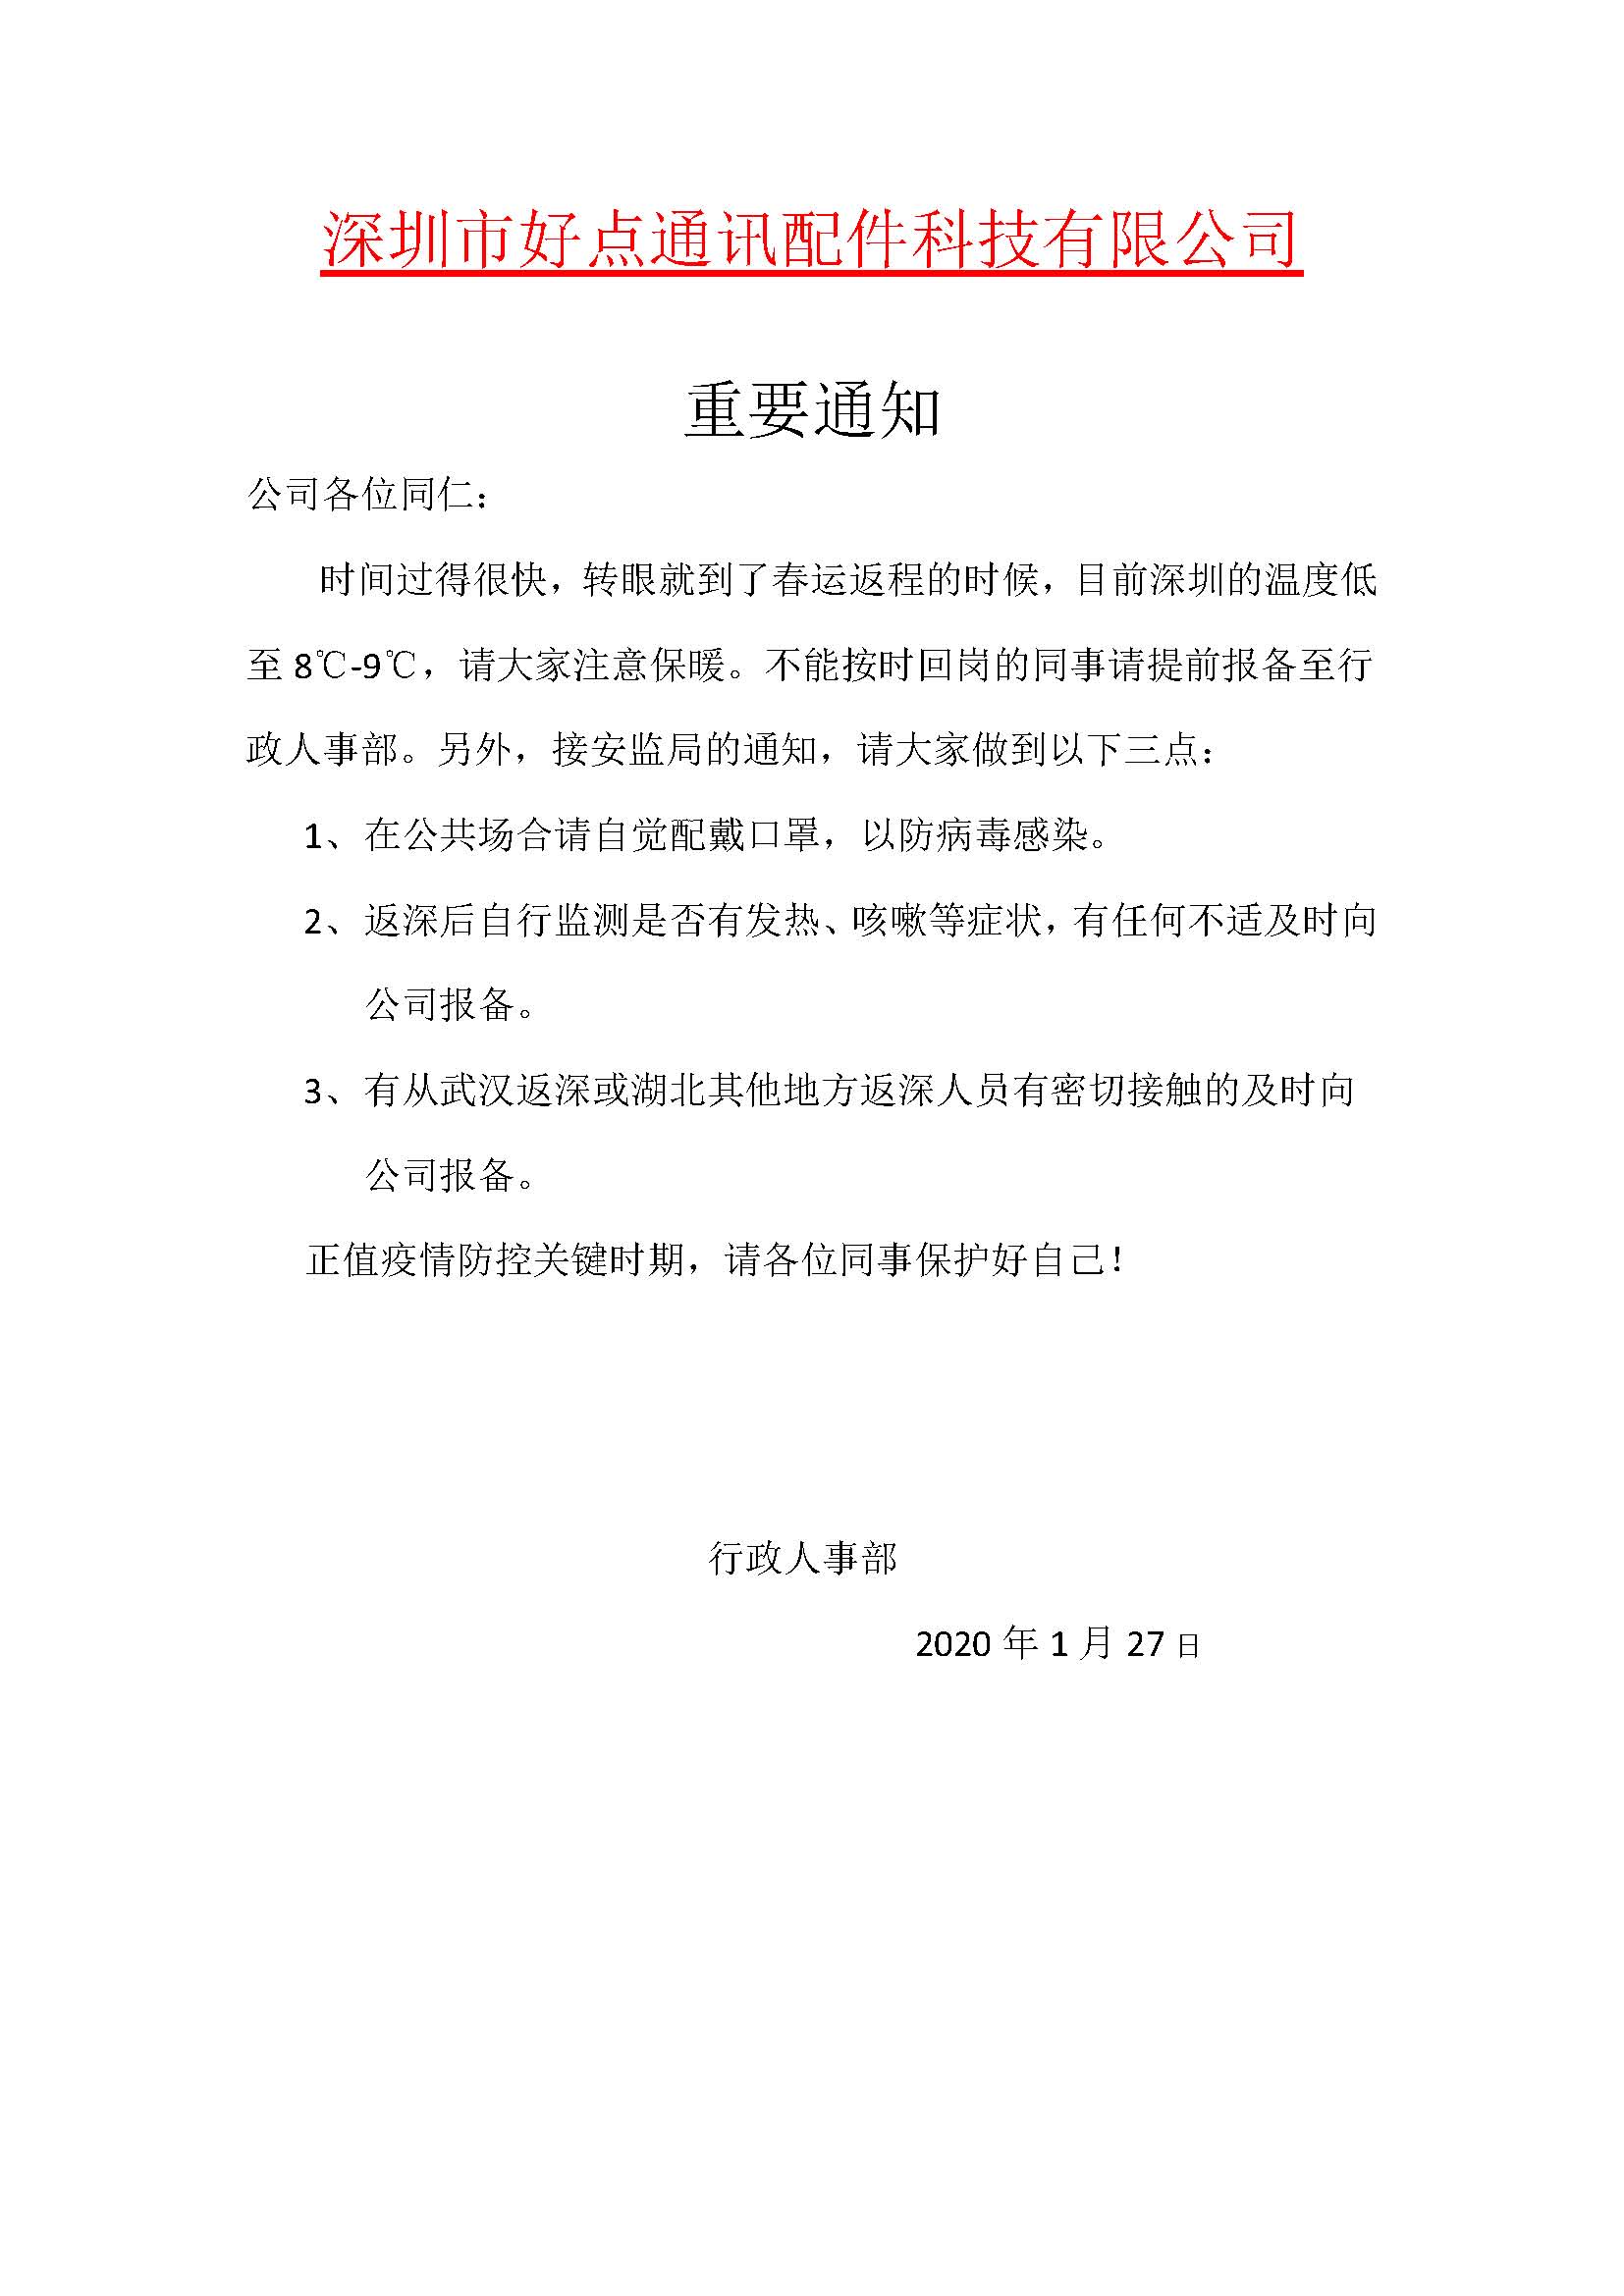 深圳市好点通讯配件科技有限公司
重要通知
公司各位同仁：
时间过得很快，转眼就到了春运返程的时候，目前深圳的温度低
至 8℃-9℃，请大家注意保暖。不能按时回岗的同事请提前报备至行
政人事部。另外，接安监局的通知，请大家做到以下三点：
1、在公共场合请自觉配戴口罩，以防病毒感染。
2、返深后自行监测是否有发热、咳嗽等症状，有任何不适及时向
公司报备。
3、有从武汉返深或湖北其他地方返深人员有密切接触的及时向
公司报备。
正值疫情防控关键时期，请各位同事保护好自己！
行政人事部
2020 年 1 月 27 日